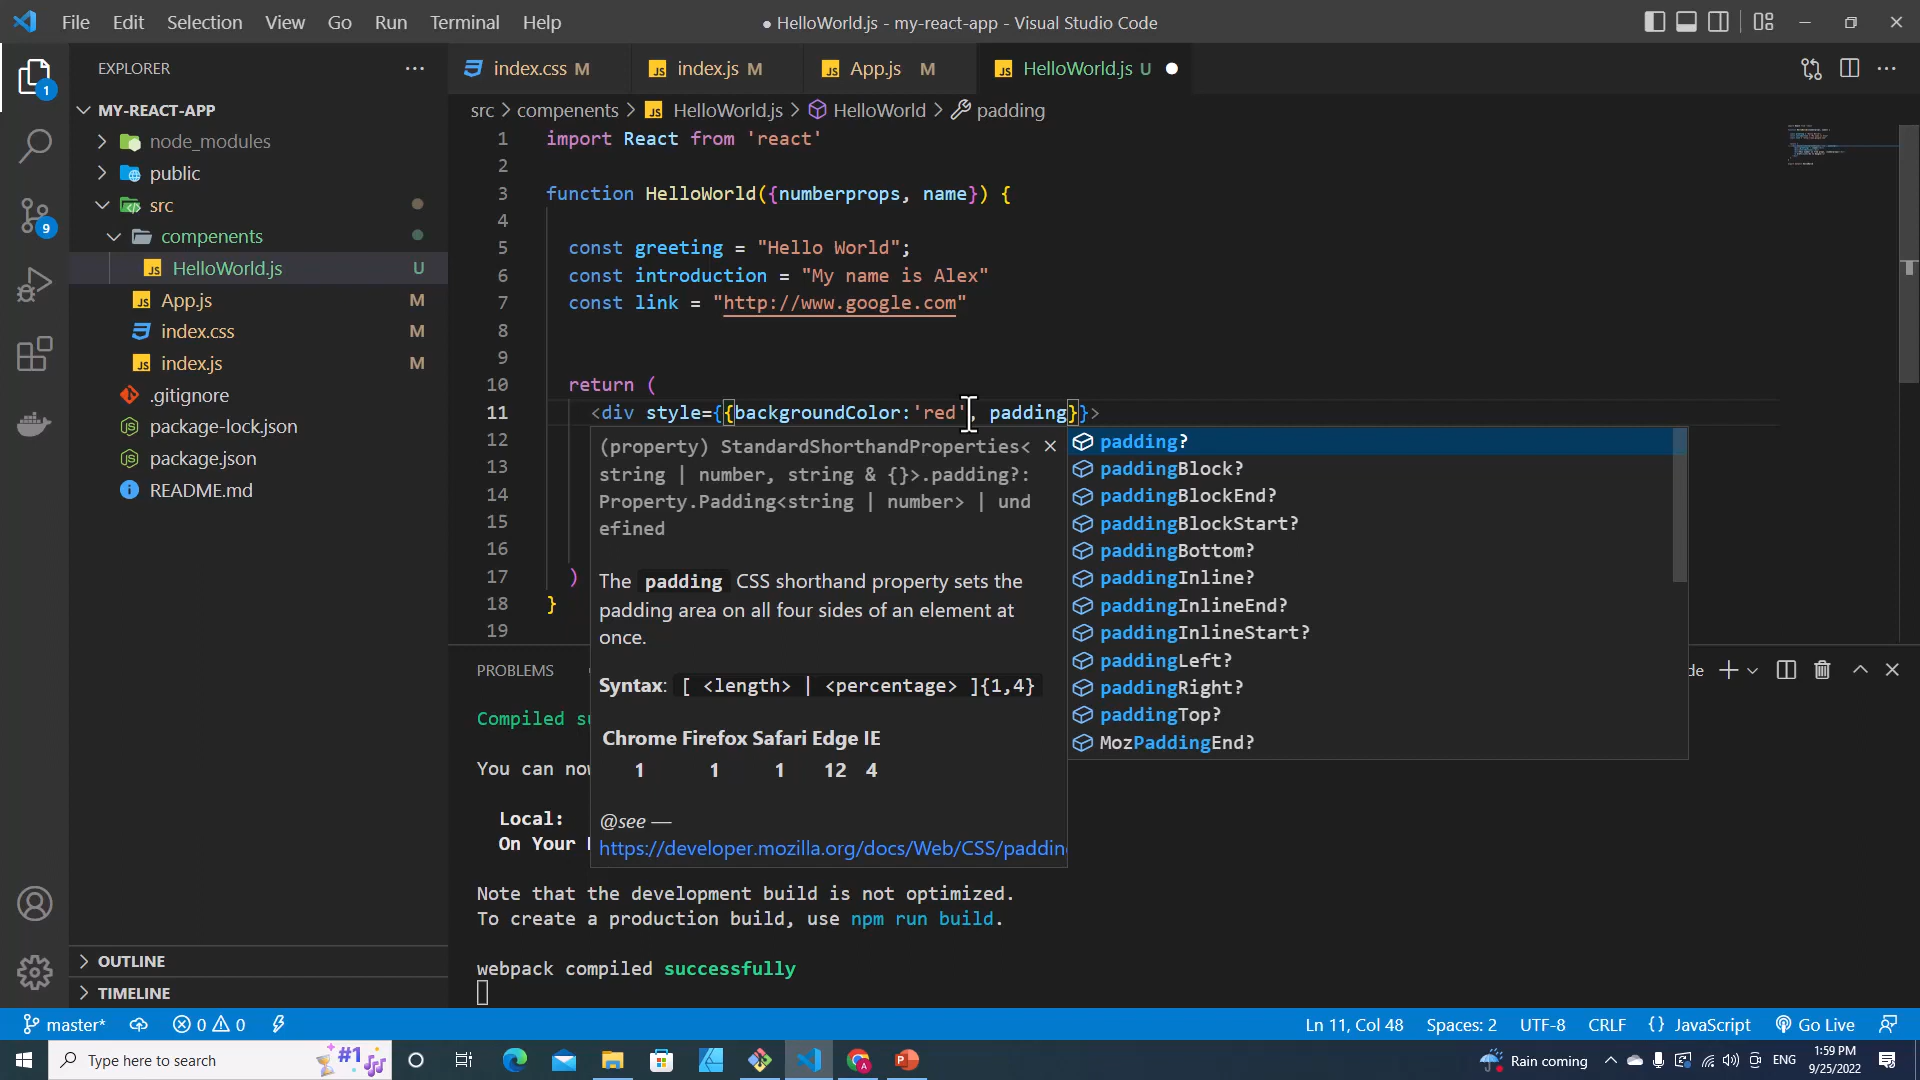 File Edit Selection View Go Run Terminal Help
● HelloWorld.js - my-react-app - Visual Studio Code
EXPLORER
MY-REACT-APP
node_modules
public
src
compenents
HelloWorld.js U
App.js M
index.css M
index.js M
.gitignore
package-lock.json
package.json
README.md
OUTLINE
TIMELINE
1
9
index.css M
index.js M
App.js M
HelloWorld.js U
src > compenents > HelloWorld.js > HelloWorld > padding
1 import React from 'react'
2
3 function HelloWorld({numberprops, name}) {
4
5 const greeting = "Hello World";
6 const introduction = "My name is Alex"
7 const link = "http://www.google.com"
8
9
10 return (
11 <div style={{backgroundColor:'red', padding}}>
12
13
14
15
16
17 )
18 }
19
(property) StandardShorthandProperties<
string | number, string & {}>.padding?:
Property.Padding<string | number> | und
efined
The padding CSS shorthand property sets the
padding area on all four sides of an element at
once.
Syntax: [ <length> | <percentage> ]{1,4}
Chrome Firefox Safari Edge IE
1 1 1 12 4
@see —
https://developer.mozilla.org/docs/Web/CSS/padding
padding?
paddingBlock?
paddingBlockEnd?
paddingBlockStart?
paddingBottom?
paddingInline?
paddingInlineEnd?
paddingInlineStart?
paddingLeft?
paddingRight?
paddingTop?
MozPaddingEnd?
PROBLEMS
de
Compiled su
You can now
Local:
On Your
Note that the development build is not optimized.
To create a production build, use npm run build.
webpack compiled successfully
master* 0 0
Ln 11, Col 48 Spaces: 2 UTF-8 CRLF {} JavaScript Go Live
Type here to search
#1
Rain coming
ENG
1:59 PM
9/25/2022